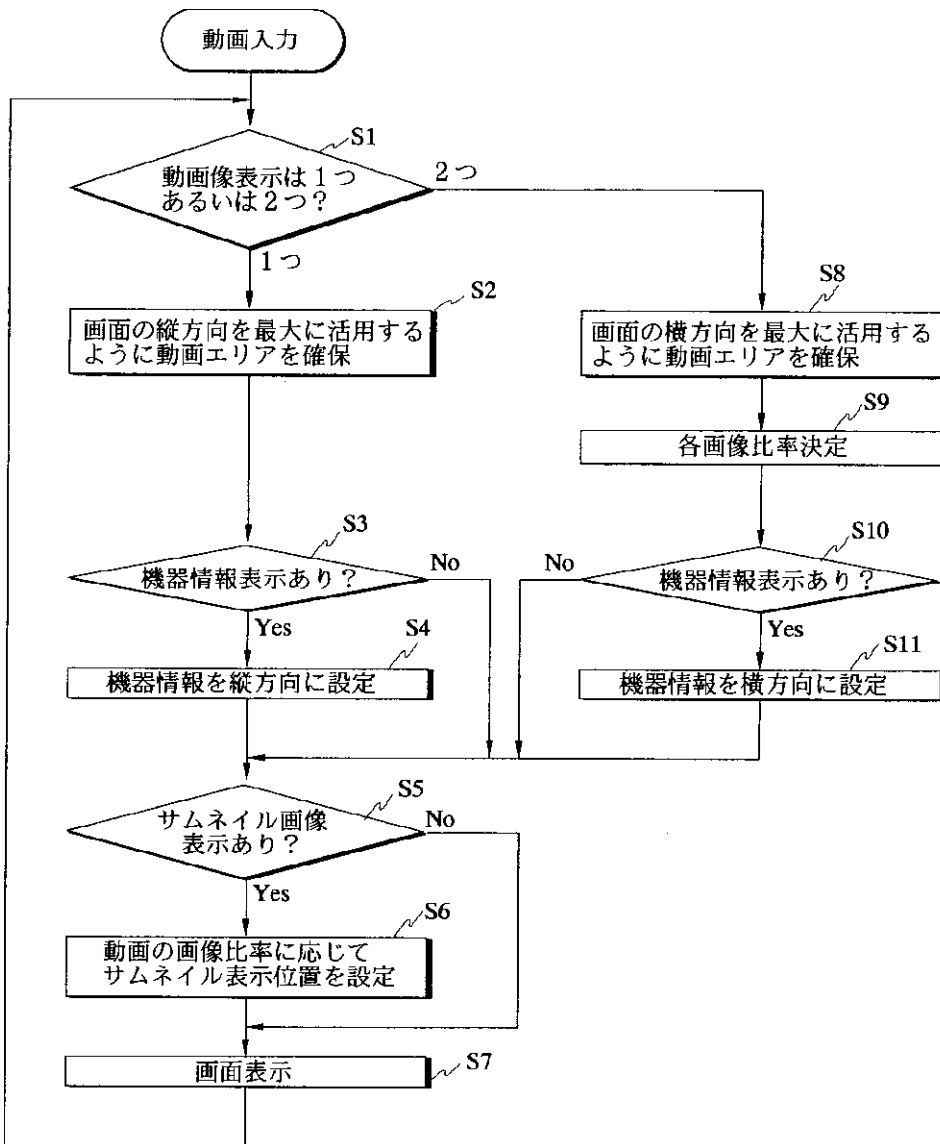 動画入力
S1
動画像表示は1つ
あるいは2つ?
2つ
1つ
S2
画面の縦方向を最大に活用する
ように動画エリアを確保
S8
画面の横方向を最大に活用する
ように動画エリアを確保
S9
各画像比率決定
S3
機器情報表示あり?
No
Yes
S10
機器情報表示あり?
No
Yes
S4
機器情報を縦方向に設定
S11
機器情報を横方向に設定
S5
サムネイル画像
表示あり?
No
Yes
S6
動画の画像比率に応じて
サムネイル表示位置を設定
S7
画面表示